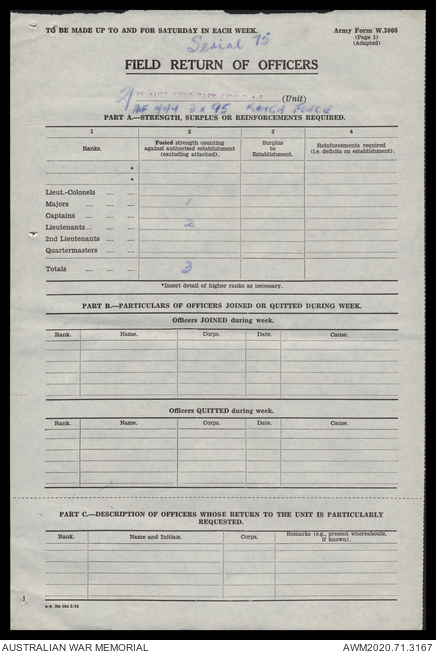 TO BE MADE UP TO AND FOR SATURDAY IN EACH WEEK.
Army Form W.3008
(Page 1)
(Adapted)
Serial 75
FIELD RETURN OF OFFICERS
(Unit)
KANGA FORCE
PART A.—STRENGTH, SURPLUS OR REINFORCEMENTS REQUIRED.
1 2 3 4
Ranks.
Posted strength counting against authorized establishment (excluding attached).
Surplus to Establishment.
Reinforcements required (i.e. deficits on establishment).
*
*
Lieut.-Colonels
Majors 1
Captains
Lieutenants 2
2nd Lieutenants
Quartermasters
Totals 3
*Insert detail of higher ranks as necessary.
PART B.—PARTICULARS OF OFFICERS JOINED OR QUITTED DURING WEEK.
Officers JOINED during week.
Rank. Name. Corps. Date. Cause.
Officers QUITTED during week.
Rank. Name. Corps. Date. Cause.
PART C.—DESCRIPTION OF OFFICERS WHOSE RETURN TO THE UNIT IS PARTICULARLY
REQUESTED.
Rank. Name and Initials. Corps. Remarks (e.g., present whereabouts, if known).
AUSTRALIAN WAR MEMORIAL
AWM2020.71.3167